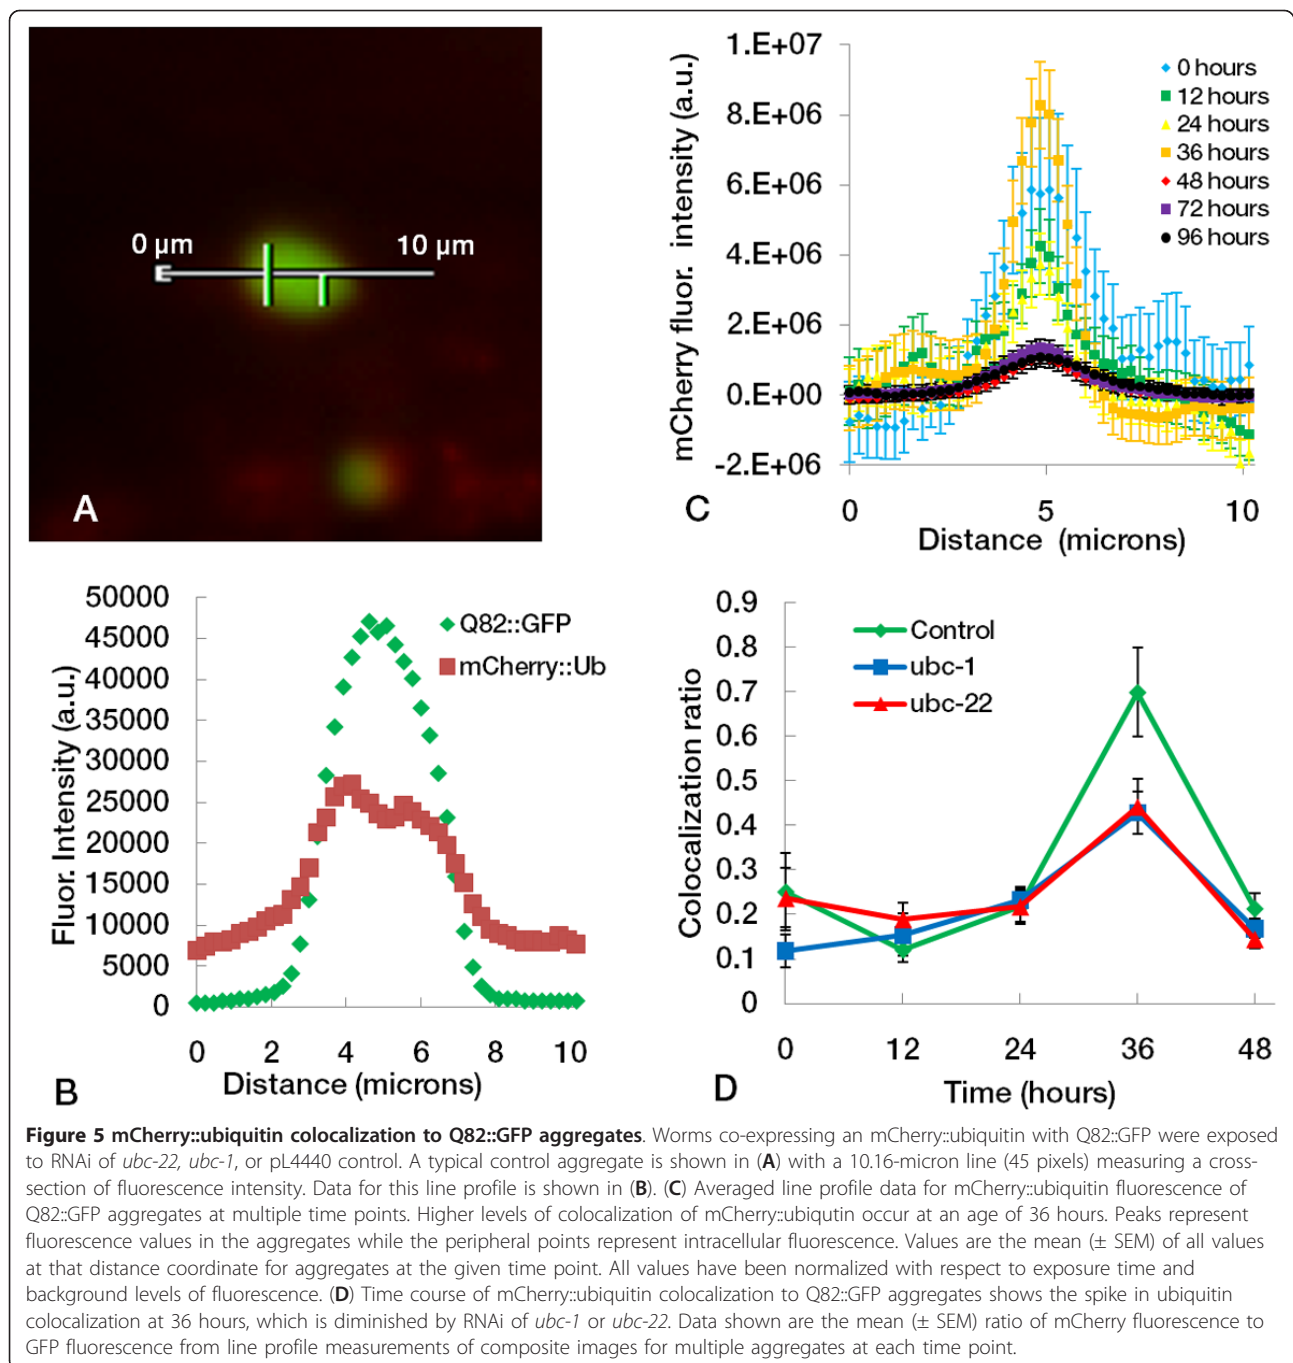 0 µm
10 µm
A
1.E+07
8.E+06
6.E+06
4.E+06
2.E+06
0.E+00
-2.E+06
mCherry fluor. intensity (a.u.)
0 hours
12 hours
24 hours
36 hours
48 hours
72 hours
96 hours
0
5
10
Distance (microns)
C
50000
45000
40000
35000
30000
25000
20000
15000
10000
5000
0
Fluor. Intensity (a.u.)
Q82::GFP
mCherry::Ub
0
2
4
6
8
10
Distance (microns)
B
0.9
0.8
0.7
0.6
0.5
0.4
0.3
0.2
0.1
0
Colocalization ratio
Control
ubc-1
ubc-22
0
12
24
36
48
Time (hours)
D
Figure 5 mCherry::ubiquitin colocalization to Q82::GFP aggregates. Worms co-expressing an mCherry::ubiquitin with Q82::GFP were exposed
to RNAi of ubc-22, ubc-1, or pL4440 control. A typical control aggregate is shown in (A) with a 10.16-micron line (45 pixels) measuring a cross-
section of fluorescence intensity. Data for this line profile is shown in (B). (C) Averaged line profile data for mCherry::ubiquitin fluorescence of
Q82::GFP aggregates at multiple time points. Higher levels of colocalization of mCherry::ubiqutin occur at an age of 36 hours. Peaks represent
fluorescence values in the aggregates while the peripheral points represent intracellular fluorescence. Values are the mean (± SEM) of all values
at that distance coordinate for aggregates at the given time point. All values have been normalized with respect to exposure time and
background levels of fluorescence. (D) Time course of mCherry::ubiquitin colocalization to Q82::GFP aggregates shows the spike in ubiquitin
colocalization at 36 hours, which is diminished by RNAi of ubc-1 or ubc-22. Data shown are the mean (± SEM) ratio of mCherry fluorescence to
GFP fluorescence from line profile measurements of composite images for multiple aggregates at each time point.